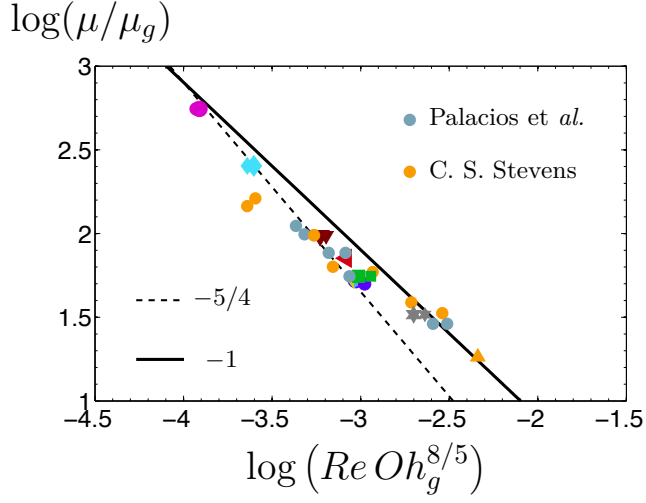 log(μ/μ_g)
3
2.5
2
1.5
1
Palacios et al.
C. S. Stevens
−5/4
−1
−4.5 −4 −3.5 −3 −2.5 −2 −1.5
log (Re Oh_g^{8/5})